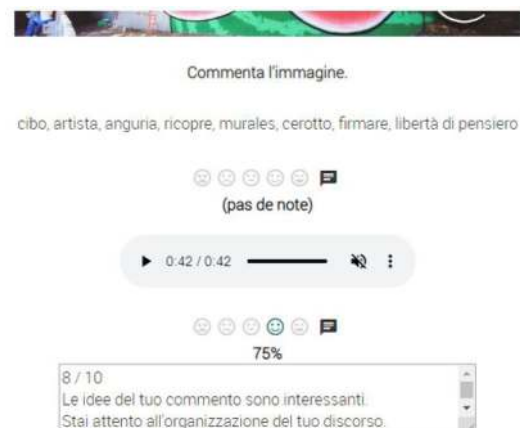 Commenta l'immagine.
cibo, artista, anguria, ricopre, murales, cerotto, firmare, libertà di pensiero
(pas de note)
0:42 / 0:42
75%
8 / 10
Le idee del tuo commento sono interessanti.
Stai attento all'organizzazione del tuo discorso.